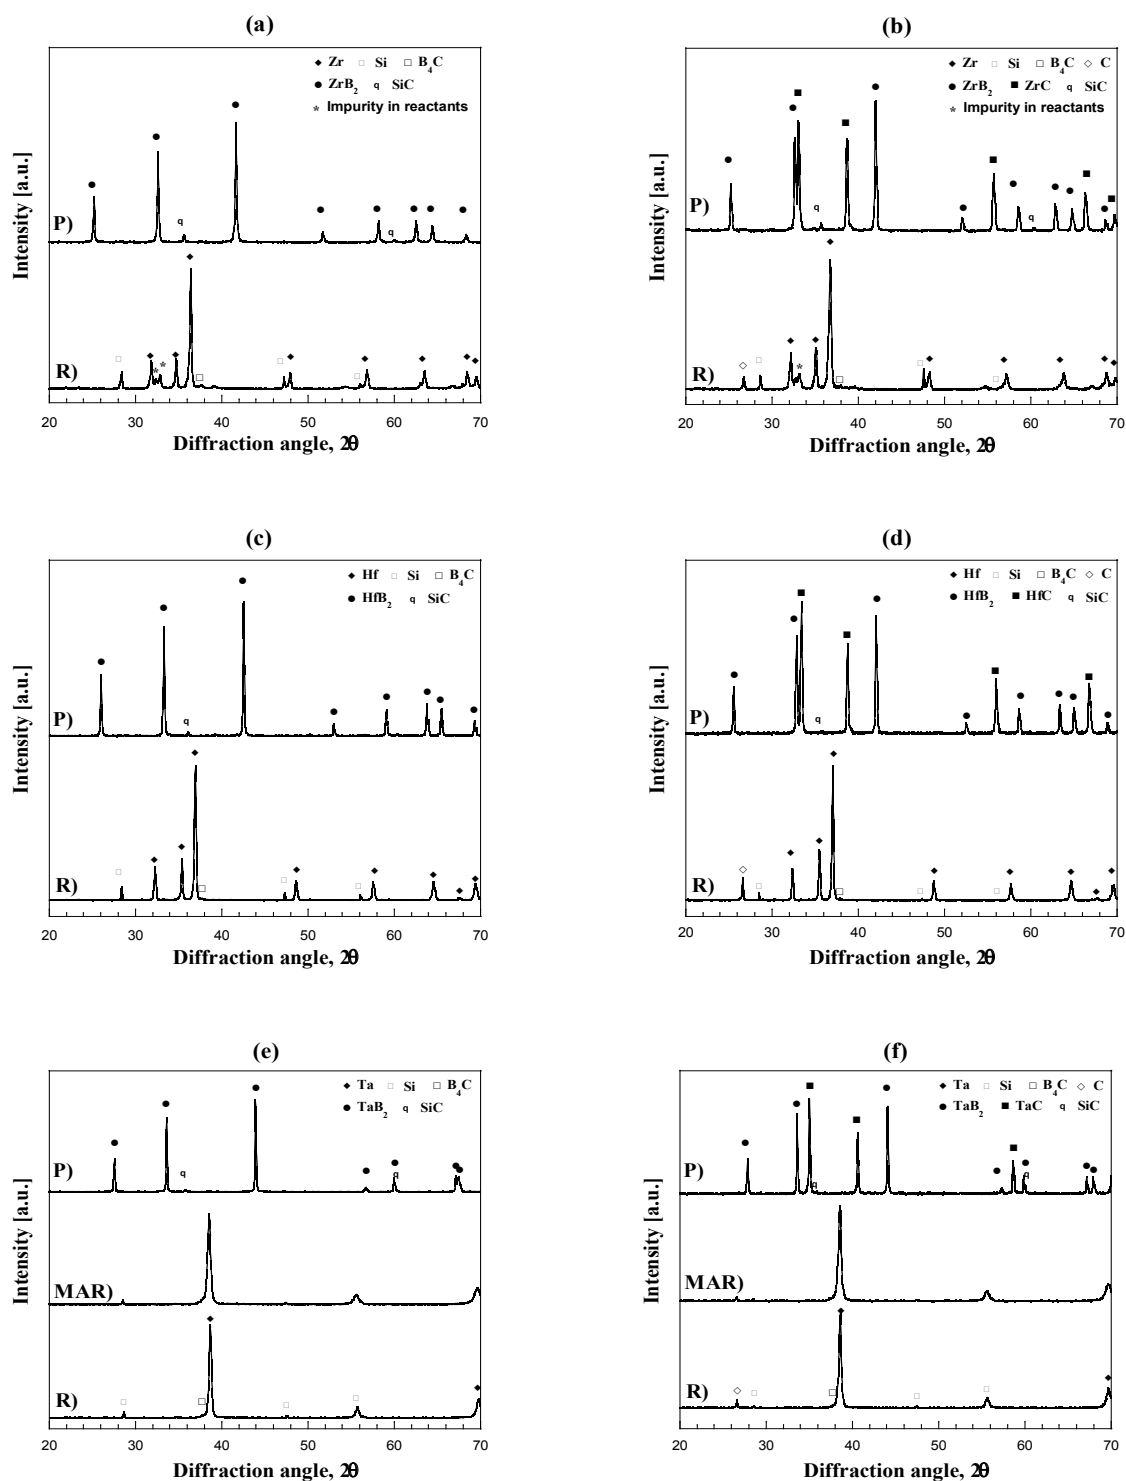 (a)
◆ Zr □ Si □ B4C
● ZrB2 q SiC
* Impurity in reactants
P)
q
q
R)
Intensity [a.u.]
20 30 40 50 60 70
Diffraction angle, 2θ
(b)
◆ Zr □ Si □ B4C ◇ C
● ZrB2 ■ ZrC q SiC
* Impurity in reactants
P)
q
q
R)
Intensity [a.u.]
20 30 40 50 60 70
Diffraction angle, 2θ
(c)
◆ Hf □ Si □ B4C
● HfB2 q SiC
P)
q
R)
Intensity [a.u.]
20 30 40 50 60 70
Diffraction angle, 2θ
(d)
◆ Hf □ Si □ B4C ◇ C
● HfB2 ■ HfC q SiC
P)
q
R)
Intensity [a.u.]
20 30 40 50 60 70
Diffraction angle, 2θ
(e)
◆ Ta □ Si □ B4C
● TaB2 q SiC
P)
q
q
MAR)
R)
Intensity [a.u.]
20 30 40 50 60 70
Diffraction angle, 2θ
(f)
◆ Ta □ Si □ B4C ◇ C
● TaB2 ■ TaC q SiC
P)
q
q
MAR)
R)
Intensity [a.u.]
20 30 40 50 60 70
Diffraction angle, 2θ